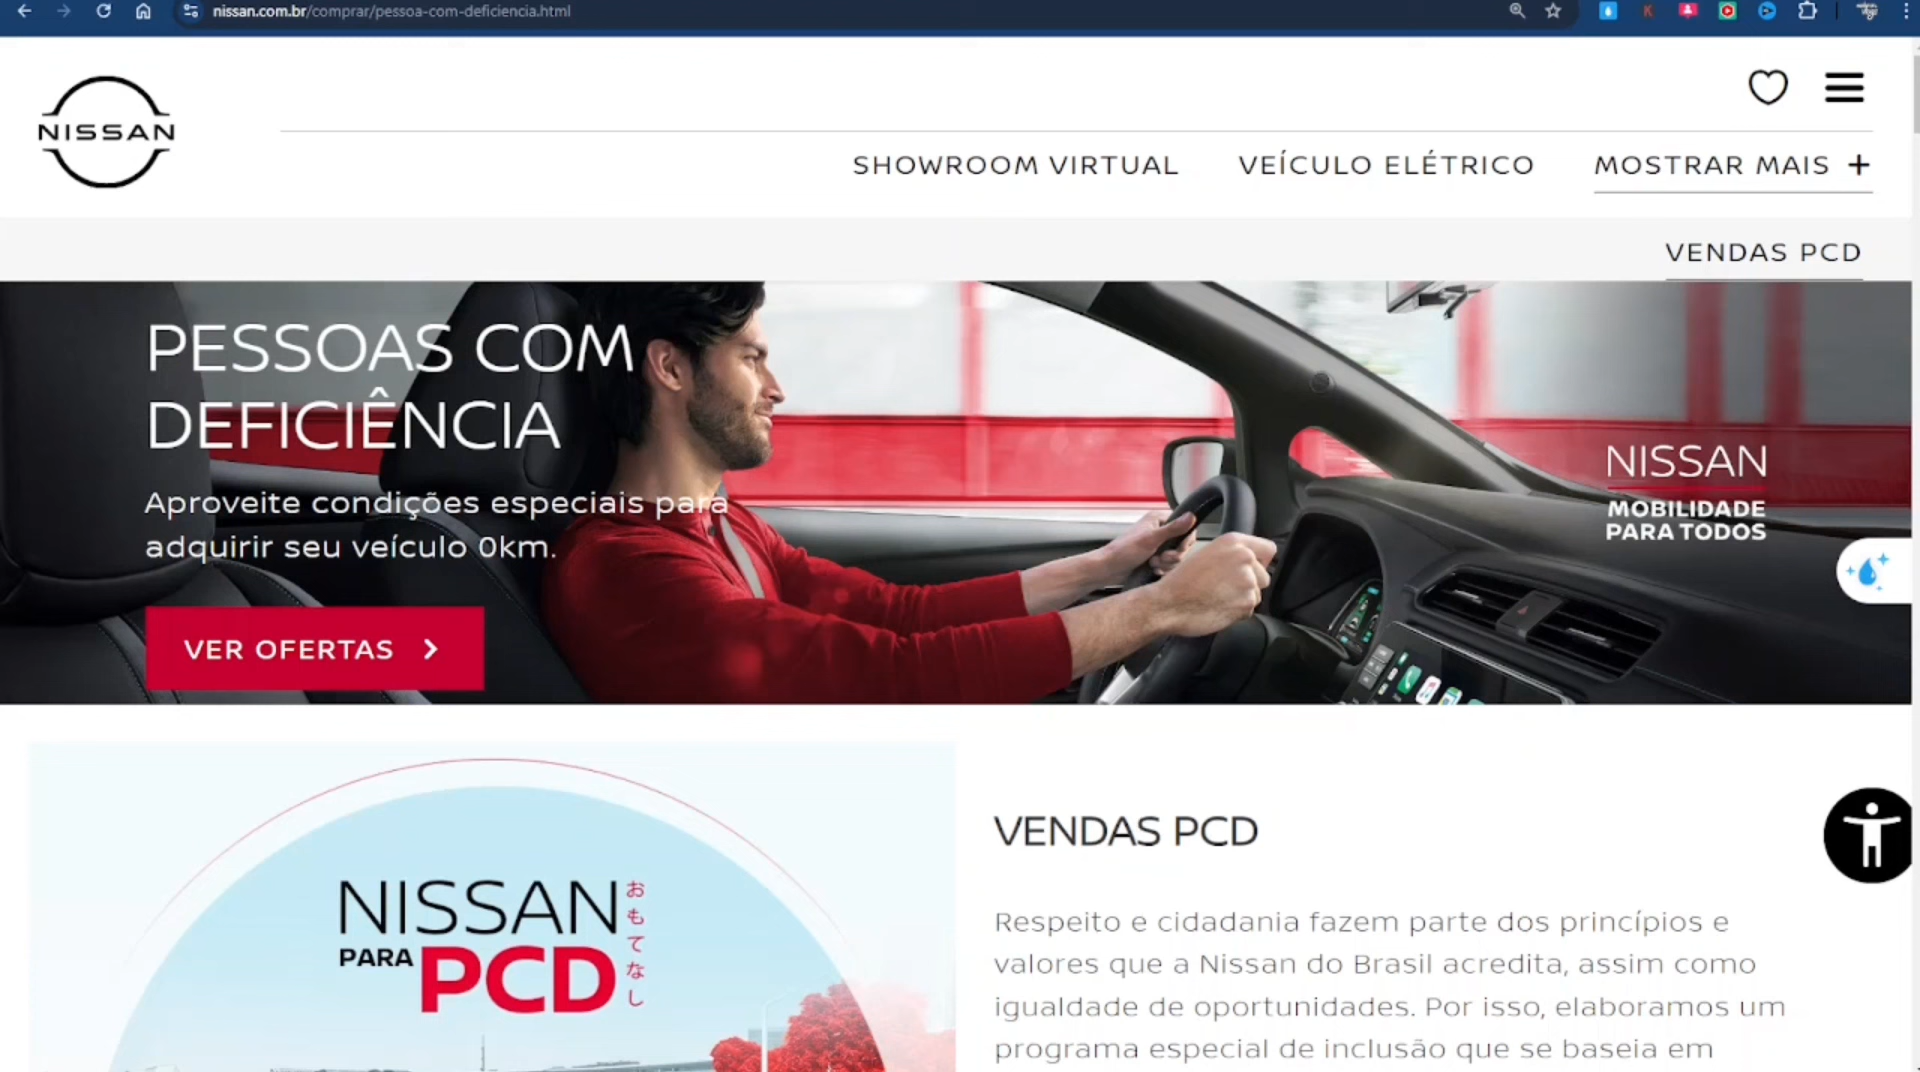 nissan.com.br/comprar/pessoa-com-deficiencia.html
NISSAN
SHOWROOM VIRTUAL
VEÍCULO ELÉTRICO
MOSTRAR MAIS +
VENDAS PCD
PESSOAS COM
DEFICIÊNCIA
Aproveite condições especiais para
adquirir seu veículo 0km.
VER OFERTAS
NISSAN
MOBILIDADE
PARA TODOS
NISSAN
PARA PCD
おもてなし
VENDAS PCD
Respeito e cidadania fazem parte dos princípios e
valores que a Nissan do Brasil acredita, assim como
igualdade de oportunidades. Por isso, elaboramos um
programa especial de inclusão que se baseia em